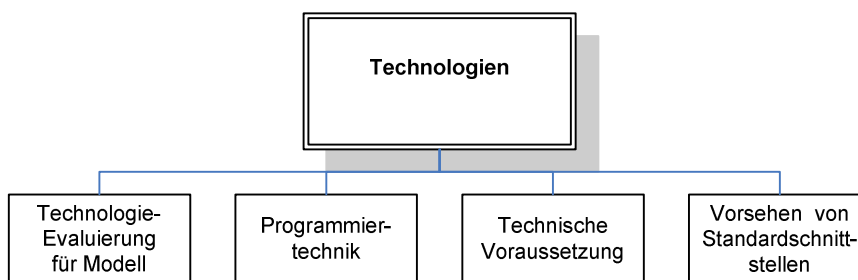 Technologien
Technologie-
Evaluierung
für Modell
Programmier-
technik
Technische
Voraussetzung
Vorsehen von
Standardschnitt-
stellen